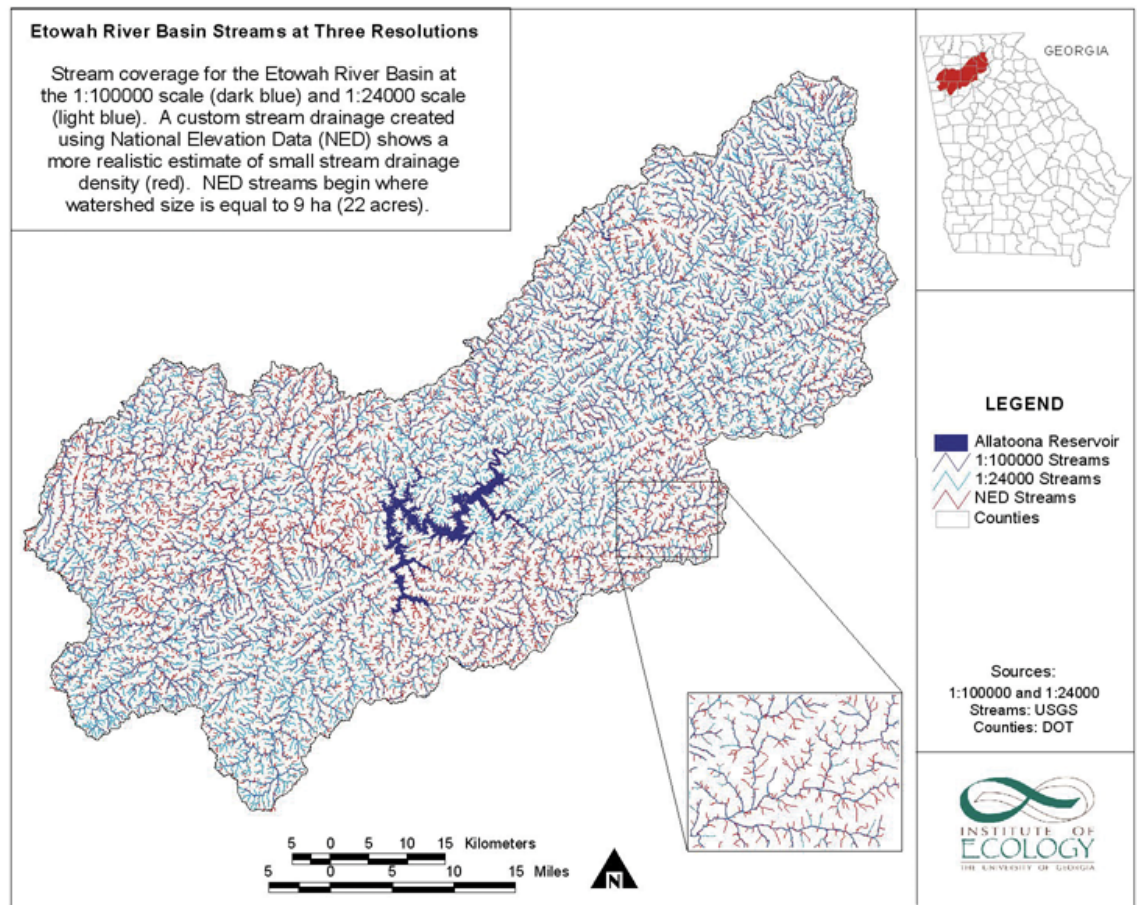 Etowah River Basin Streams at Three Resolutions
Stream coverage for the Etowah River Basin at
the 1:100000 scale (dark blue) and 1:24000 scale
(light blue). A custom stream drainage created
using National Elevation Data (NED) shows a
more realistic estimate of small stream drainage
density (red). NED streams begin where
watershed size is equal to 9 ha (22 acres).
GEORGIA
LEGEND
Allatoona Reservoir
1:100000 Streams
1:24000 Streams
NED Streams
Counties
Sources:
1:100000 and 1:24000
Streams: USGS
Counties: DOT
5 0 5 10 15 Kilometers
5 0 5 10 15 Miles
N
INSTITUTE OF
ECOLOGY
THE UNIVERSITY OF GEORGIA